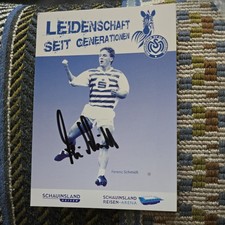 LEIDENSCHAFT
SEIT GENERATIONEN
SCHAUINSLAND
REISEN
SCHAUINSLAND
REISEN-ARENA